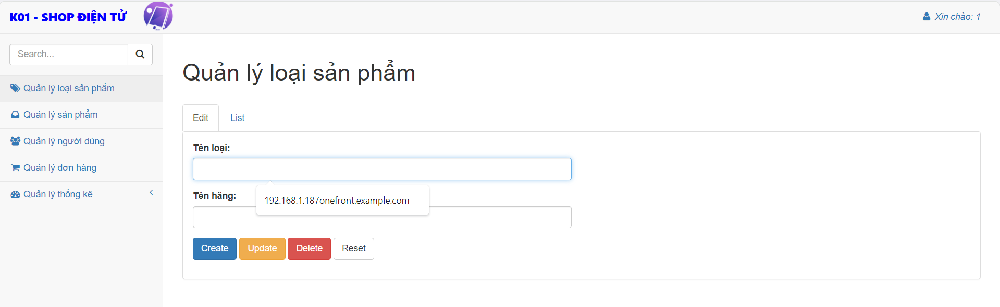 K01 - SHOP ĐIỆN TỬ
Xin chào: 1
Search...
Quản lý loại sản phẩm
Quản lý sản phẩm
Quản lý người dùng
Quản lý đơn hàng
Quản lý thống kê
Quản lý loại sản phẩm
Edit List
Tên loại:
192.168.1.187onefront.example.com
Tên hãng:
Create Update Delete Reset